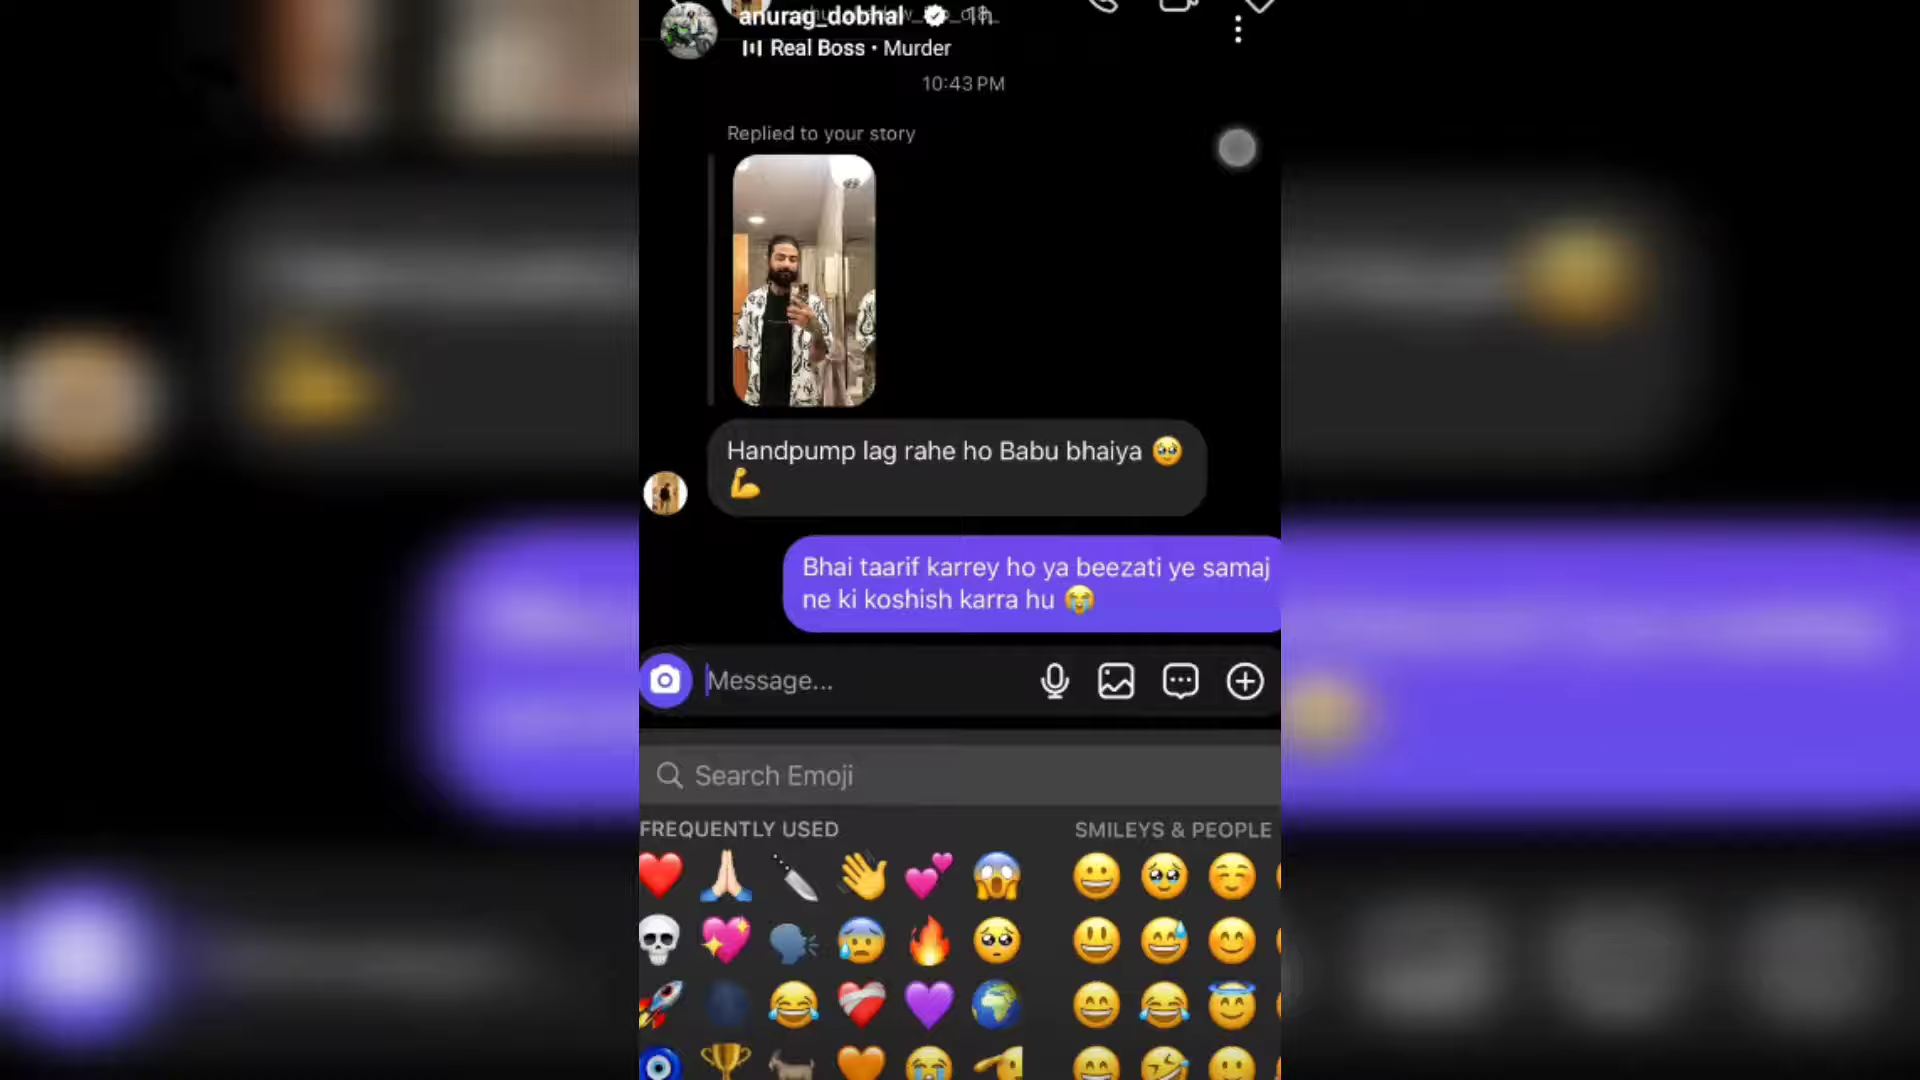 anurag_dobhal 1h
Real Boss • Murder
10:43 PM
Replied to your story
Handpump lag rahe ho Babu bhaiya 🥹
💪
Bhai taarif karrey ho ya beezati ye samaj
ne ki koshish karra hu 😭
Message...
Search Emoji
FREQUENTLY USED
SMILEYS & PEOPLE